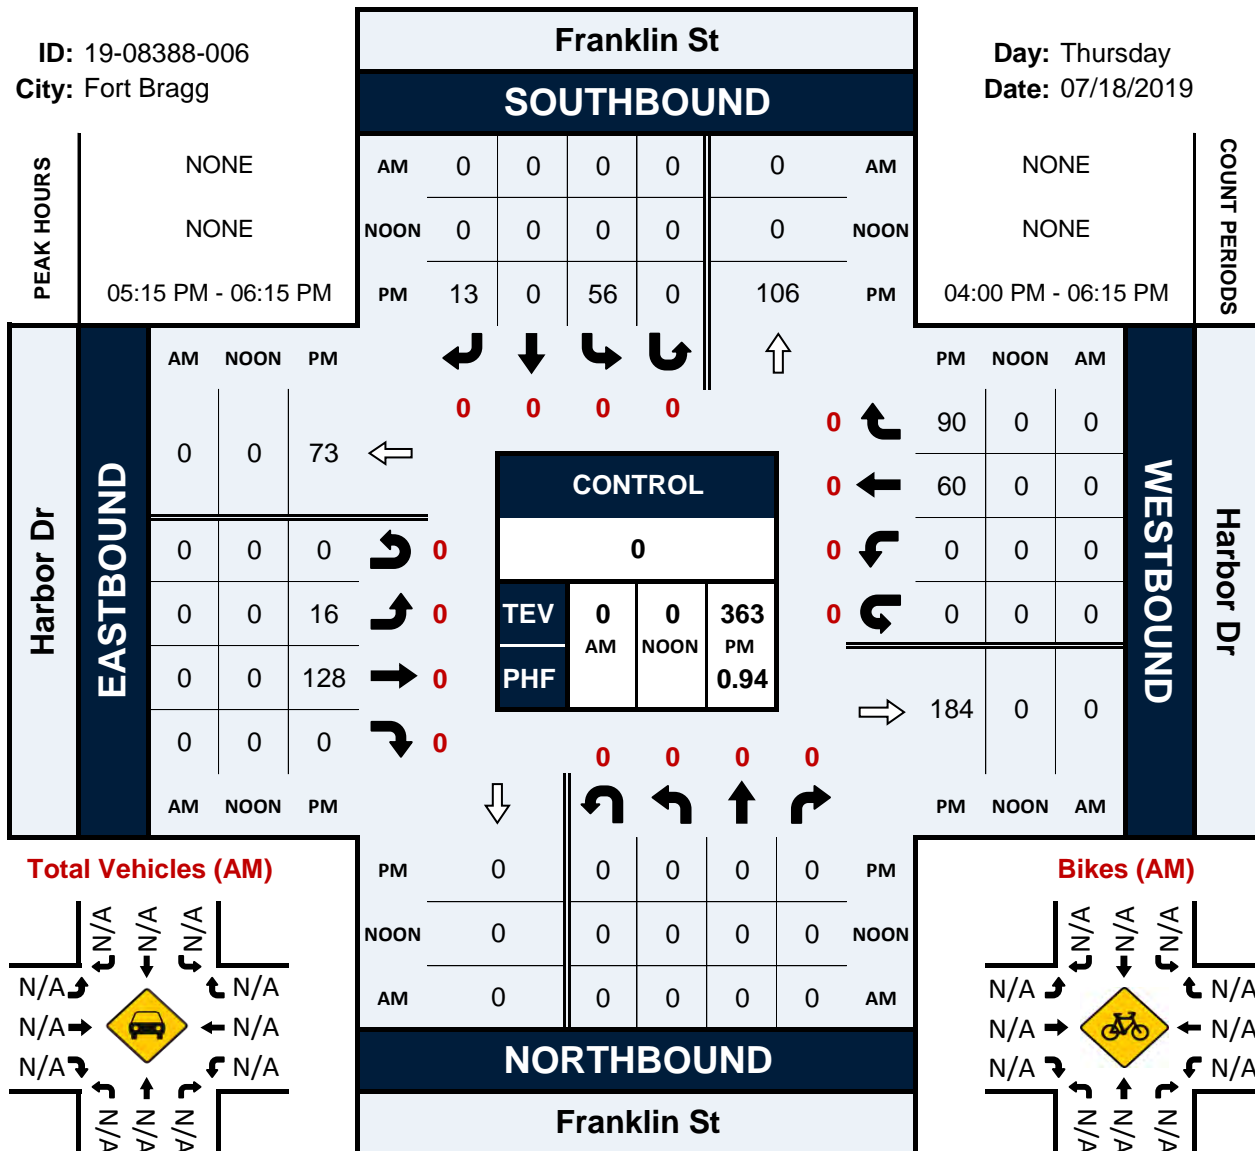 Franklin St
ID: 19-08388-006
City: Fort Bragg
Day: Thursday
Date: 07/18/2019
SOUTHBOUND
PEAK HOURS
NONE
NONE
05:15 PM - 06:15 PM
AM 0 0 0 0 0 AM
NOON 0 0 0 0 0 NOON
PM 13 0 56 0 106 PM
NONE
NONE
04:00 PM - 06:15 PM
COUNT PERIODS
0 0 0 0
Harbor Dr
EASTBOUND
AM NOON PM
0 0 73
0 0 0 0
0 0 16 0
0 0 128 0
0 0 0 0
AM NOON PM
CONTROL
0
TEV 0 0 363
AM NOON PM
PHF 0.94
PM NOON AM
0 90 0 0
0 60 0 0
0 0 0 0
0 0 0 0
184 0 0
PM NOON AM
WESTBOUND
Harbor Dr
0 0 0 0
PM 0 0 0 0 0 PM
NOON 0 0 0 0 0 NOON
AM 0 0 0 0 0 AM
NORTHBOUND
Franklin St
Total Vehicles (AM)
N/A N/A N/A
N/A N/A
N/A N/A
N/A N/A
N/A N/A N/A
Bikes (AM)
N/A N/A N/A
N/A N/A
N/A N/A
N/A N/A
N/A N/A N/A